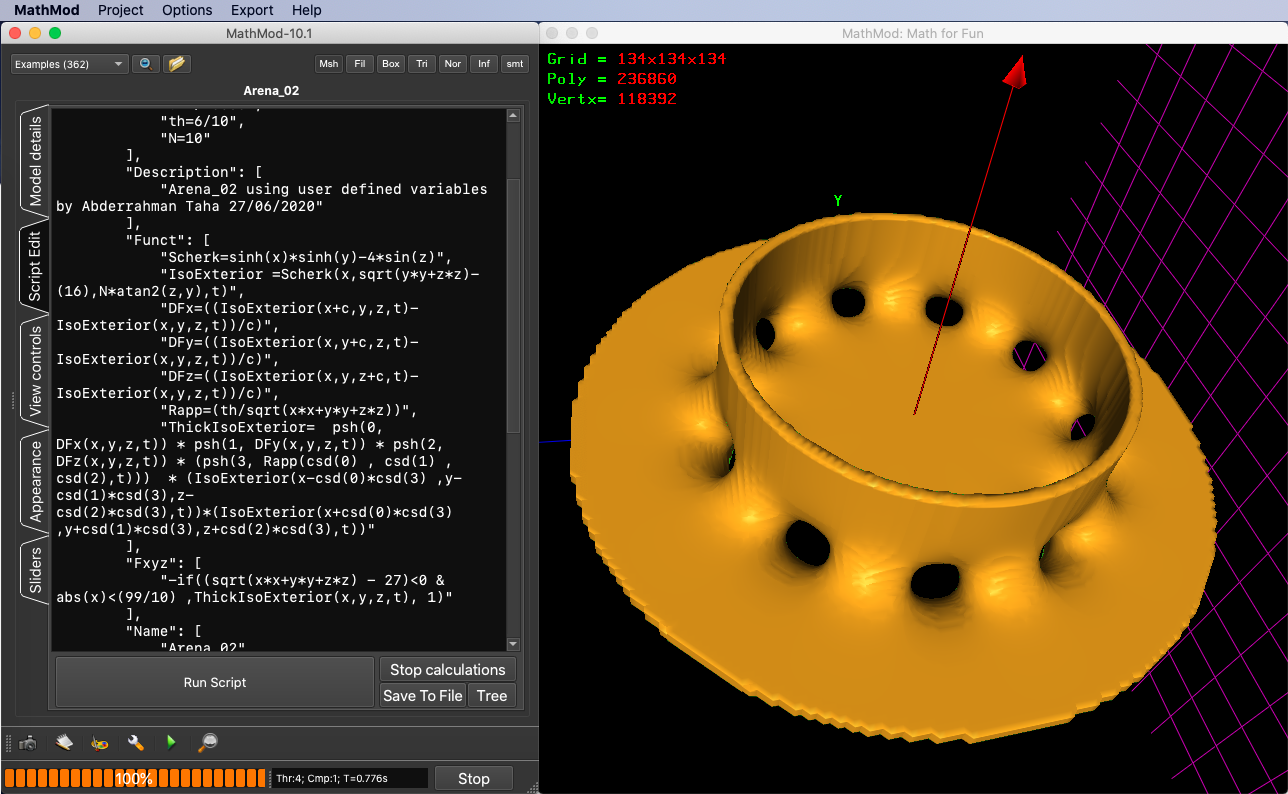 MathMod Project Options Export Help
MathMod-10.1
MathMod: Math for Fun
Examples (362)
Msh Fil Box Tri Nor Inf smt
Arena_02
Model details
Script Edit
View controls
Appearance
Sliders
"th=6/10",
"N=10"
],
"Description": [
"Arena_02 using user defined variables
by Abderrahman Taha 27/06/2020"
],
"Funct": [
"Scherk=sinh(x)*sinh(y)-4*sin(z)",
"IsoExterior =Scherk(x,sqrt(y*y+z*z)-
(16),N*atan2(z,y),t)",
"DFx=((IsoExterior(x+c,y,z,t)-
IsoExterior(x,y,z,t))/c)",
"DFy=((IsoExterior(x,y+c,z,t)-
IsoExterior(x,y,z,t))/c)",
"DFz=((IsoExterior(x,y,z+c,t)-
IsoExterior(x,y,z,t))/c)",
"Rapp=(th/sqrt(x*x+y*y+z*z))",
"ThickIsoExterior=  psh(0,
DFx(x,y,z,t)) * psh(1, DFy(x,y,z,t)) * psh(2,
DFz(x,y,z,t)) * (psh(3, Rapp(csd(0) , csd(1) ,
csd(2),t)))  * (IsoExterior(x-csd(0)*csd(3) ,y-
csd(1)*csd(3),z-
csd(2)*csd(3),t))*(IsoExterior(x+csd(0)*csd(3)
,y+csd(1)*csd(3),z+csd(2)*csd(3),t))"
],
"Fxyz": [
"-if((sqrt(x*x+y*y+z*z) - 27)<0 &
abs(x)<(99/10) ,ThickIsoExterior(x,y,z,t), 1)"
],
"Name": [
"Arena_02"
Run Script
Stop calculations
Save To File
Tree
100%
Thr:4; Cmp:1; T=0.776s
Stop
Grid = 134x134x134
Poly = 236860
Vertx= 118392
Y